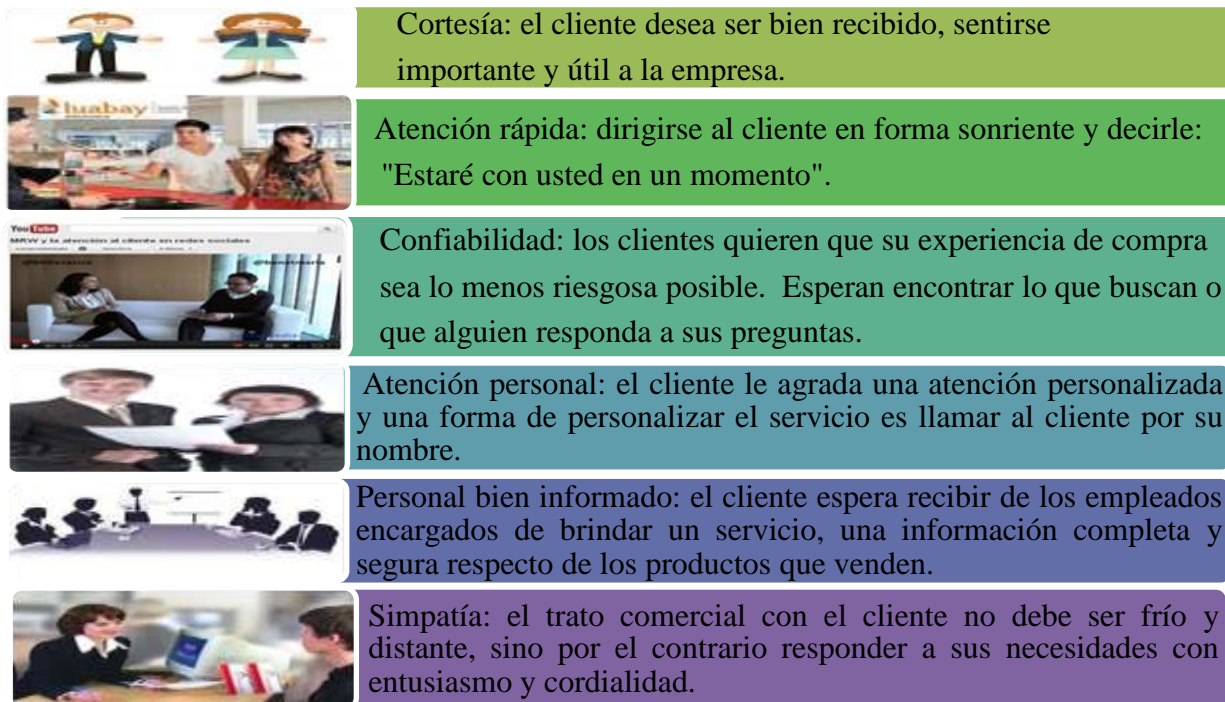 Cortesía: el cliente desea ser bien recibido, sentirse
importante y útil a la empresa.
luabay
Atención rápida: dirigirse al cliente en forma sonriente y decirle:
"Estaré con usted en un momento".
You Tube
MRW y la atención al cliente en redes sociales
Confiabilidad: los clientes quieren que su experiencia de compra
sea lo menos riesgosa posible. Esperan encontrar lo que buscan o
que alguien responda a sus preguntas.
Atención personal: el cliente le agrada una atención personalizada
y una forma de personalizar el servicio es llamar al cliente por su
nombre.
Personal bien informado: el cliente espera recibir de los empleados
encargados de brindar un servicio, una información completa y
segura respecto de los productos que venden.
Simpatía: el trato comercial con el cliente no debe ser frío y
distante, sino por el contrario responder a sus necesidades con
entusiasmo y cordialidad.